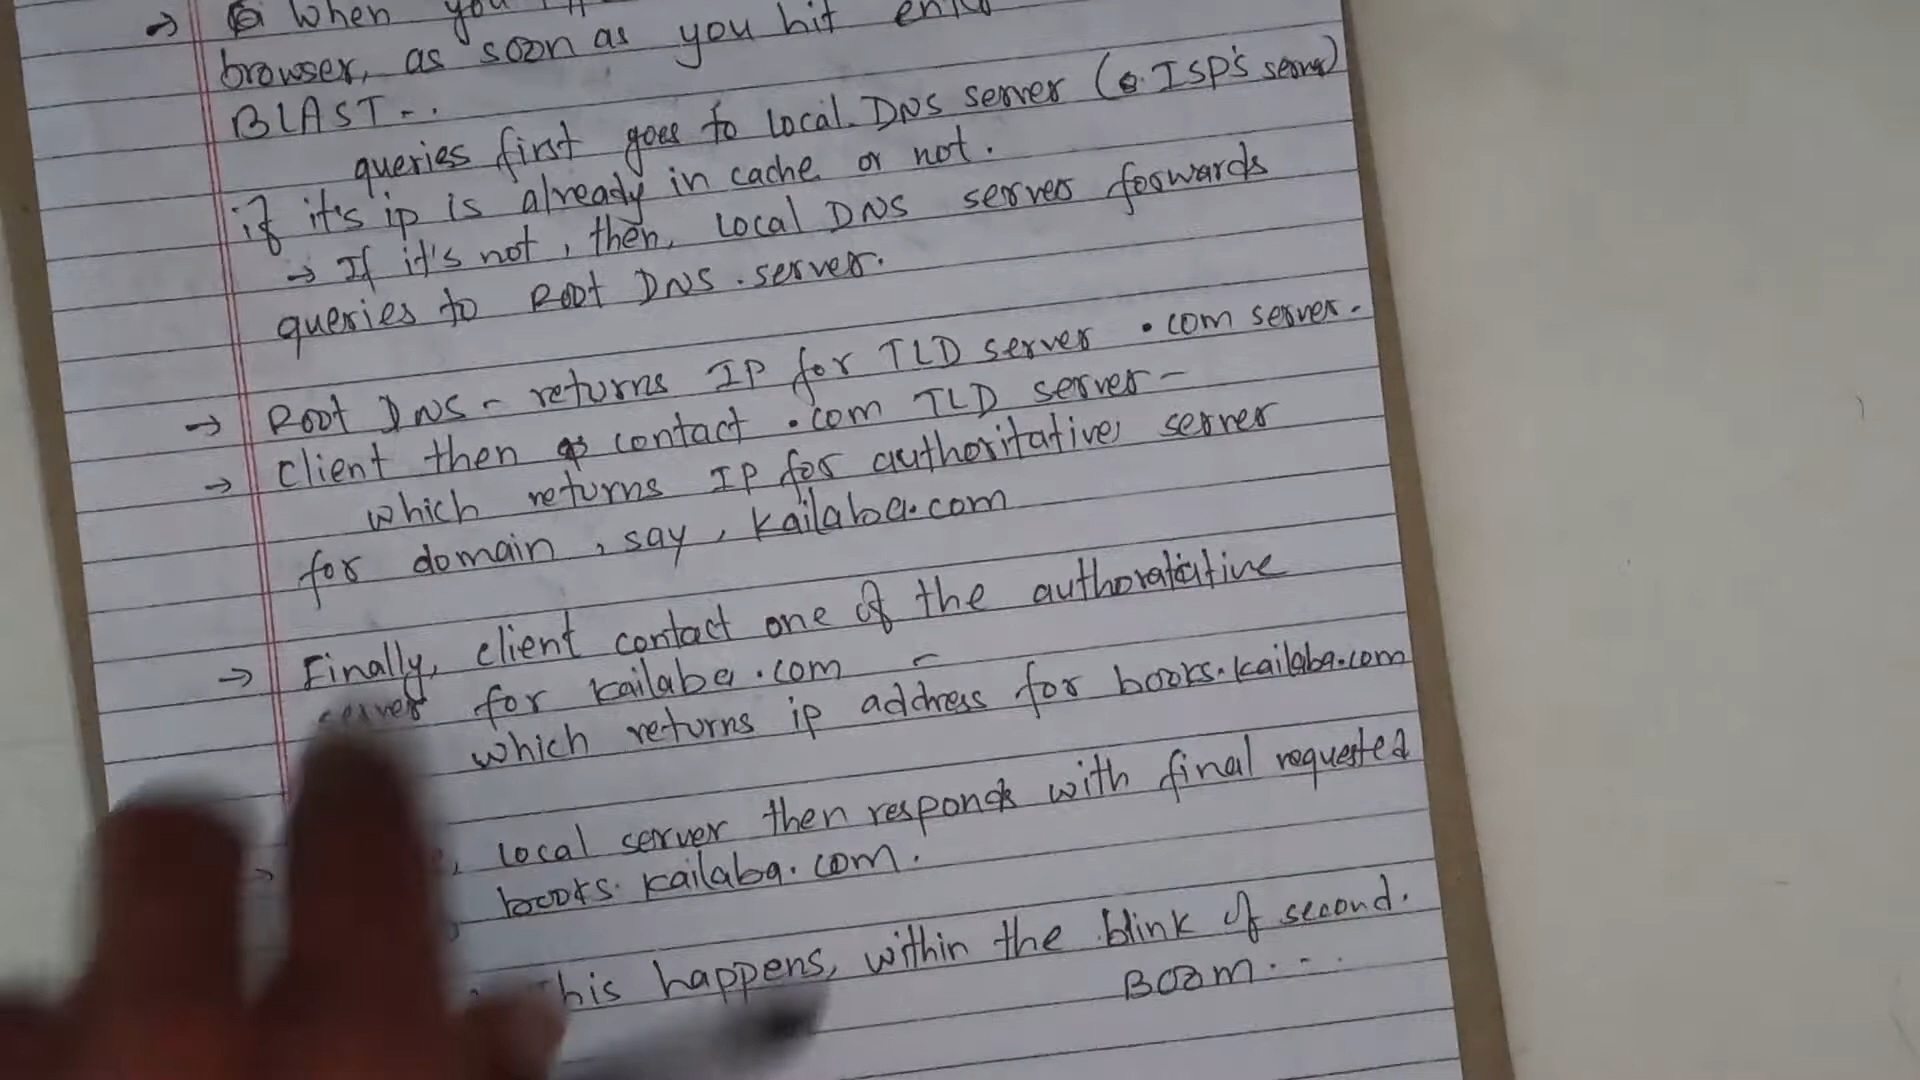 → When you
browser, as soon as you hit enter
BLAST..
queries first goes to local DNS server (ISP's server)
if it's ip is already in cache or not.
→ If it's not, then, local DNS server forwards
queries to Root DNS server.
→ Root DNS - returns IP for TLD server .com server.
→ Client then contact .com TLD server -
which returns IP for authoritative server
for domain, say, kailaba.com
→ Finally, client contact one of the authoratitive
server for kailaba.com -
which returns ip address for books.kailaba.com
→ , local server then responds with final requested
books.kailaba.com.
This happens, within the blink of second.
BOOM...